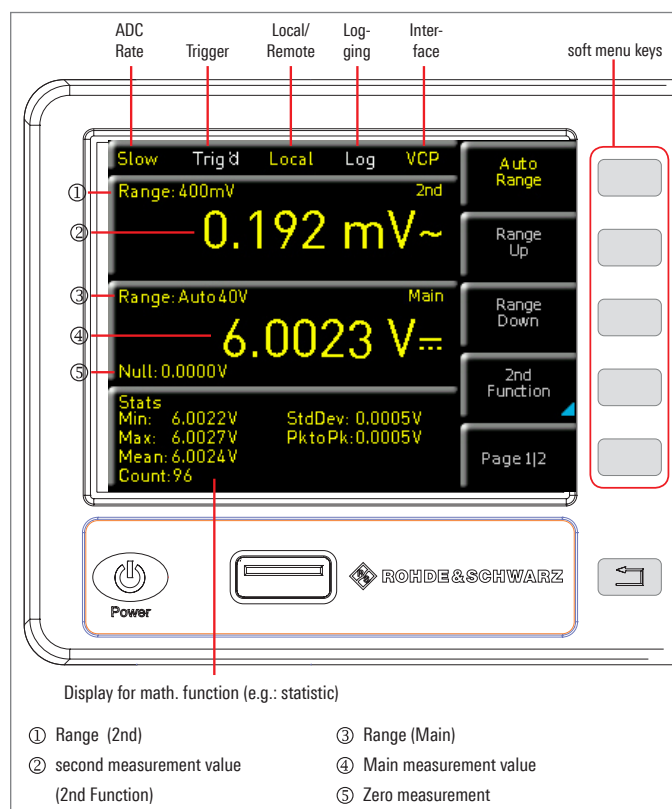 ADC Rate
Trigger
Local/ Remote
Log- ging
Inter- face
soft menu keys
Slow Trig'd Local Log VCP
Auto Range
① Range: 400mV 2nd
② 0.192 mV~
Range Up
③ Range: Auto40V Main
Range Down
④ 6.0023 V⎓
⑤ Null: 0.0000V
2nd Function
Stats
Min: 6.0022V StdDev: 0.0005V
Max: 6.0027V PktoPk:0.0005V
Mean: 6.0024V
Count: 96
Page 1|2
Power
ROHDE&SCHWARZ
Display for math. function (e.g.: statistic)
① Range (2nd)
② second measurement value
(2nd Function)
③ Range (Main)
④ Main measurement value
⑤ Zero measurement